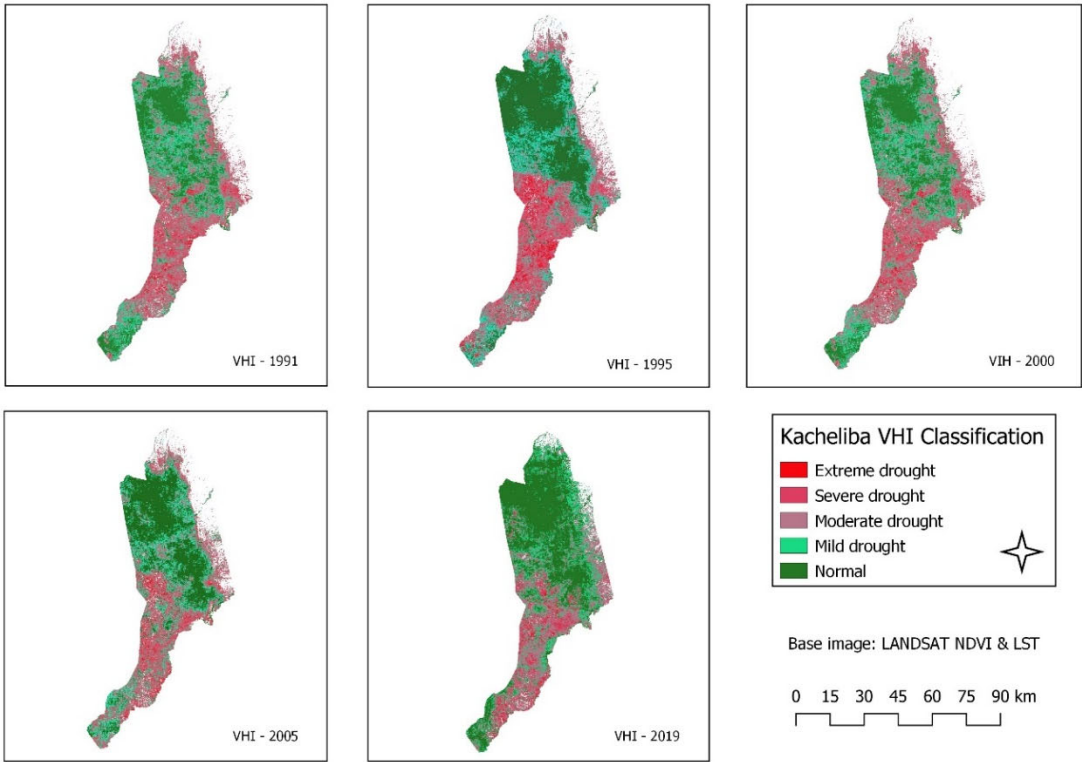 VHI - 1991
VHI - 1995
VIH - 2000
VHI - 2005
VHI - 2019
Kacheliba VHI Classification
Extreme drought
Severe drought
Moderate drought
Mild drought
Normal
Base image: LANDSAT NDVI & LST
0 15 30 45 60 75 90 km